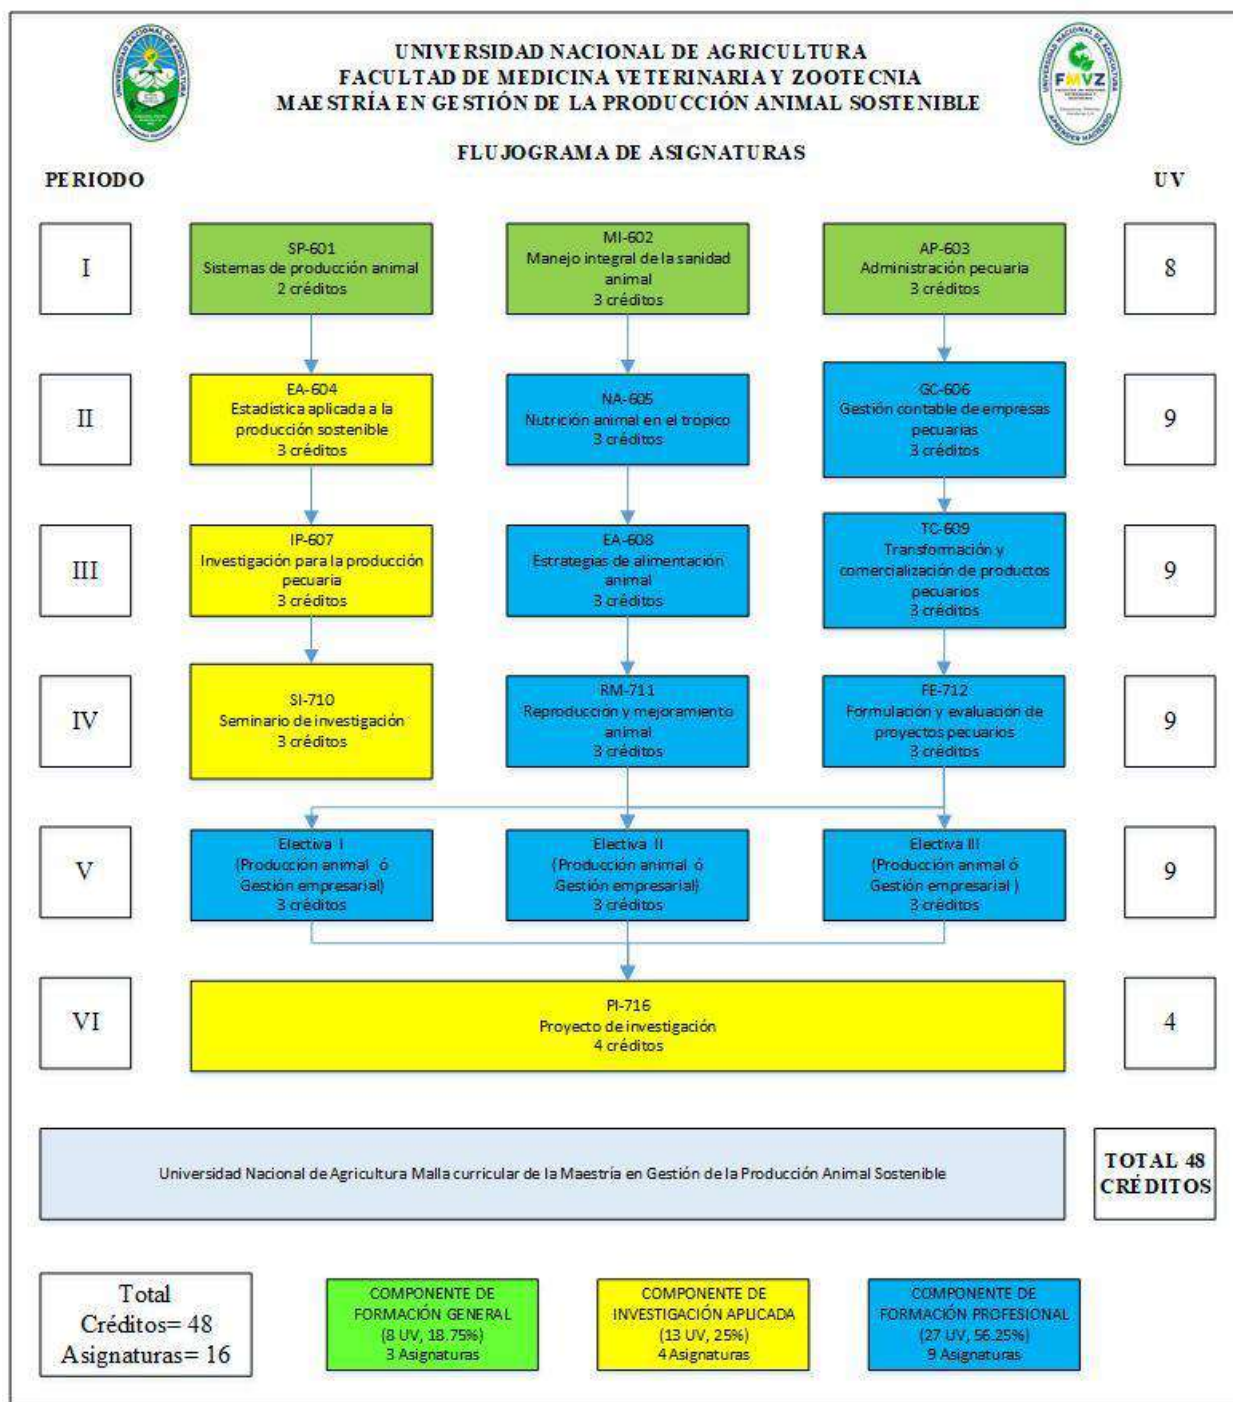 UNIVERSIDAD NACIONAL DE AGRICULTURA
FACULTAD DE MEDICINA VETERINARIA Y ZOOTECNIA
MAESTRÍA EN GESTIÓN DE LA PRODUCCIÓN ANIMAL SOSTENIBLE
UNIVERSIDAD NACIONAL DE AGRICULTURA
FMVZ
APRENDER HACIENDO
FLUJOGRAMA DE ASIGNATURAS
PERIODO
UV
I
SP-601
Sistemas de producción animal
2 créditos
MI-602
Manejo integral de la sanidad
animal
3 créditos
AP-603
Administración pecuaria
3 créditos
8
II
EA-604
Estadística aplicada a la
producción sostenible
3 créditos
NA-605
Nutrición animal en el trópico
3 créditos
GC-606
Gestión contable de empresas
pecuarias
3 créditos
9
III
IP-607
Investigación para la producción
pecuaria
3 créditos
EA-608
Estrategias de alimentación
animal
3 créditos
TC-609
Transformación y
comercialización de productos
pecuarios
3 créditos
9
IV
SI-710
Seminario de investigación
3 créditos
RM-711
Reproducción y mejoramiento
animal
3 créditos
FE-712
Formulación y evaluación de
proyectos pecuarios
3 créditos
9
V
Electiva I
(Producción animal ó
Gestión empresarial)
3 créditos
Electiva II
(Producción animal ó
Gestión empresarial)
3 créditos
Electiva III
(Producción animal ó
Gestión empresarial )
3 créditos
9
VI
PI-716
Proyecto de investigación
4 créditos
4
Universidad Nacional de Agricultura Malla curricular de la Maestría en Gestión de la Producción Animal Sostenible
TOTAL 48
CRÉDITOS
Total
Créditos= 48
Asignaturas= 16
COMPONENTE DE
FORMACIÓN GENERAL
(8 UV, 18.75%)
3 Asignaturas
COMPONENTE DE
INVESTIGACIÓN APLICADA
(13 UV, 25%)
4 Asignaturas
COMPONENTE DE
FORMACIÓN PROFESIONAL
(27 UV, 56.25%)
9 Asignaturas